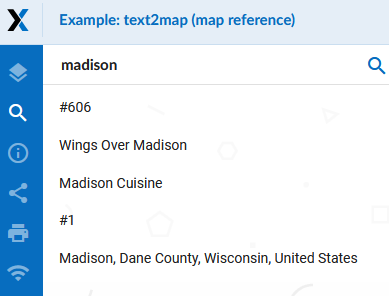 Example: text2map (map reference)
madison
#606
Wings Over Madison
Madison Cuisine
#1
Madison, Dane County, Wisconsin, United States